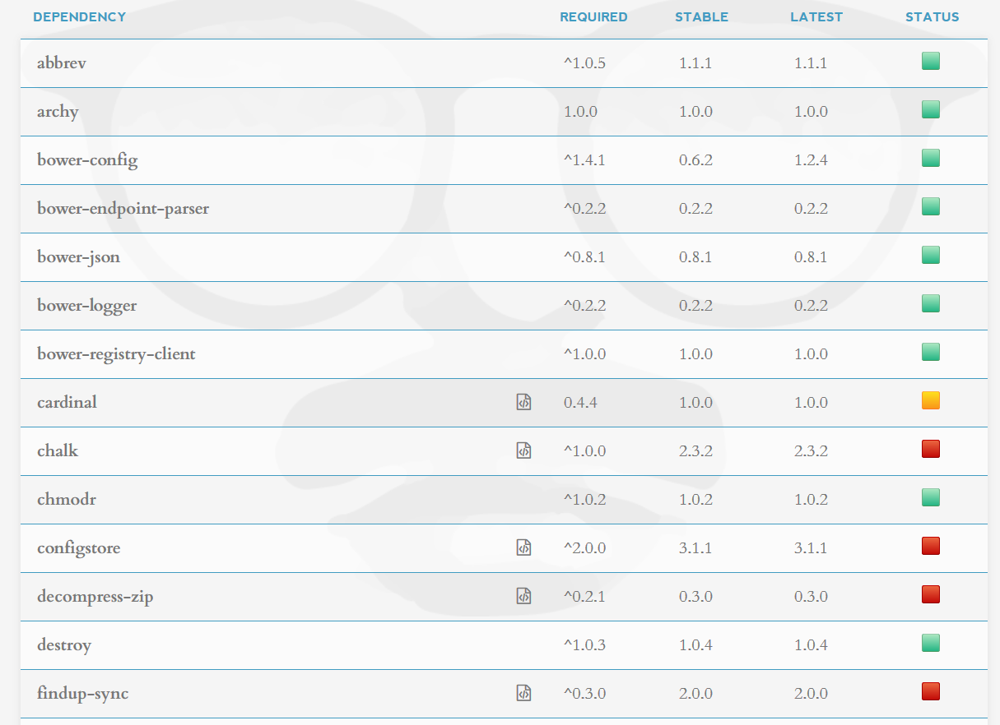 DEPENDENCY REQUIRED STABLE LATEST STATUS
abbrev ^1.0.5 1.1.1 1.1.1
archy 1.0.0 1.0.0 1.0.0
bower-config ^1.4.1 0.6.2 1.2.4
bower-endpoint-parser ^0.2.2 0.2.2 0.2.2
bower-json ^0.8.1 0.8.1 0.8.1
bower-logger ^0.2.2 0.2.2 0.2.2
bower-registry-client ^1.0.0 1.0.0 1.0.0
cardinal 0.4.4 1.0.0 1.0.0
chalk ^1.0.0 2.3.2 2.3.2
chmodr ^1.0.2 1.0.2 1.0.2
configstore ^2.0.0 3.1.1 3.1.1
decompress-zip ^0.2.1 0.3.0 0.3.0
destroy ^1.0.3 1.0.4 1.0.4
findup-sync ^0.3.0 2.0.0 2.0.0